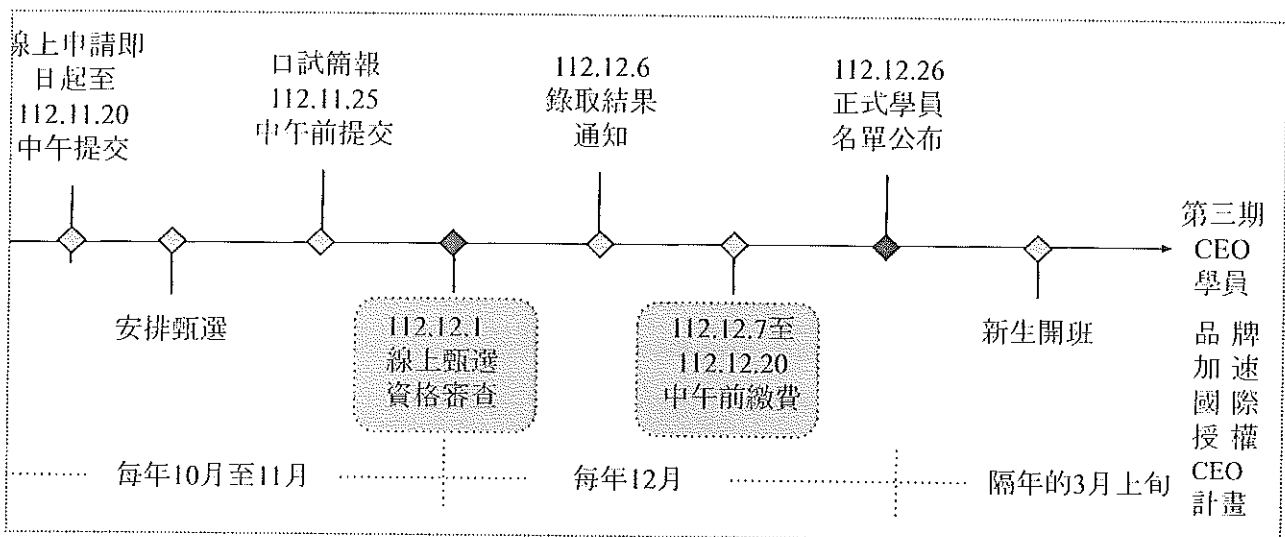 線上申請即
日起至
112.11.20
中午提交
口試簡報
112.11.25
中午前提交
112.12.6
錄取結果
通知
112.12.26
正式學員
名單公布
安排甄選
112.12.1
線上甄選
資格審查
112.12.7至
112.12.20
中午前繳費
新生開班
第三期
CEO
學員
品牌
加速
國際
授權
CEO
計畫
每年10月至11月
每年12月
隔年的3月上旬